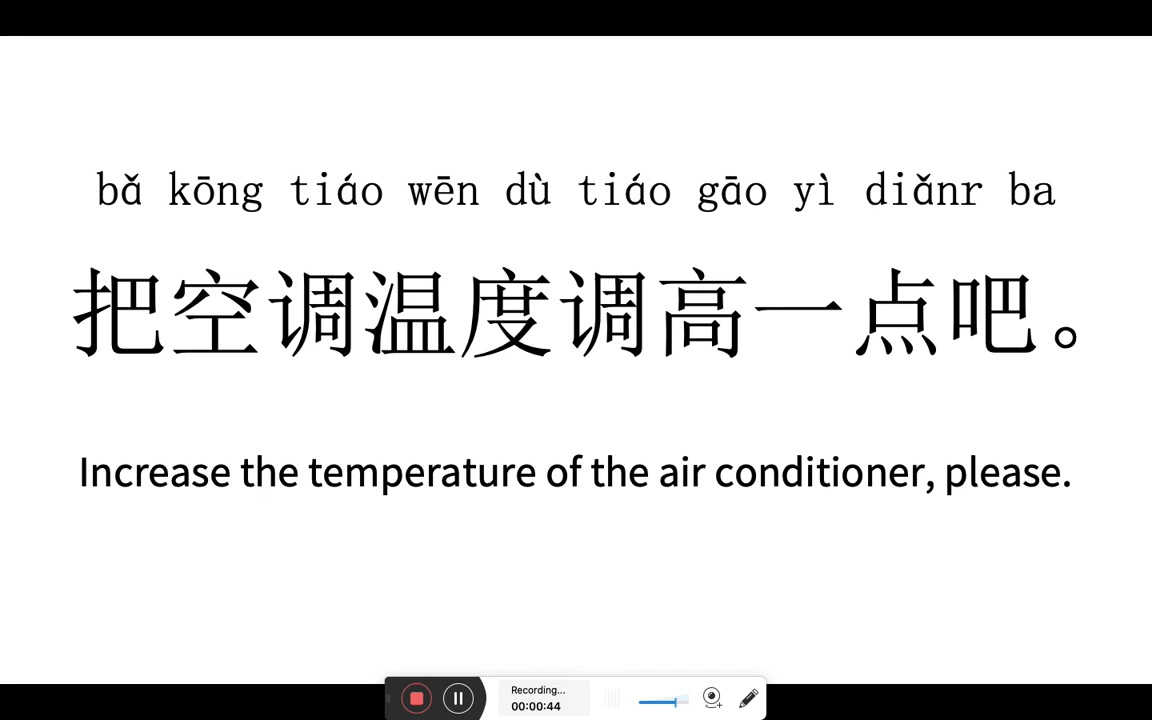 bǎ kōng tiáo wēn dù tiáo gāo yì diǎnr ba
把空调温度调高一点吧。
Increase the temperature of the air conditioner, please.
Recording...
00:00:44